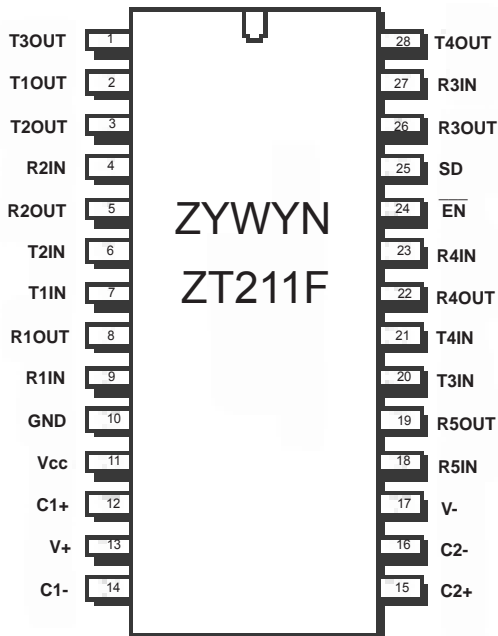 T3OUT 1 28 T4OUT
T1OUT 2 27 R3IN
T2OUT 3 26 R3OUT
R2IN 4 25 SD
R2OUT 5 24 EN
T2IN 6 23 R4IN
T1IN 7 22 R4OUT
R1OUT 8 21 T4IN
R1IN 9 20 T3IN
GND 10 19 R5OUT
Vcc 11 18 R5IN
C1+ 12 17 V-
V+ 13 16 C2-
C1- 14 15 C2+
ZYWYN
ZT211F